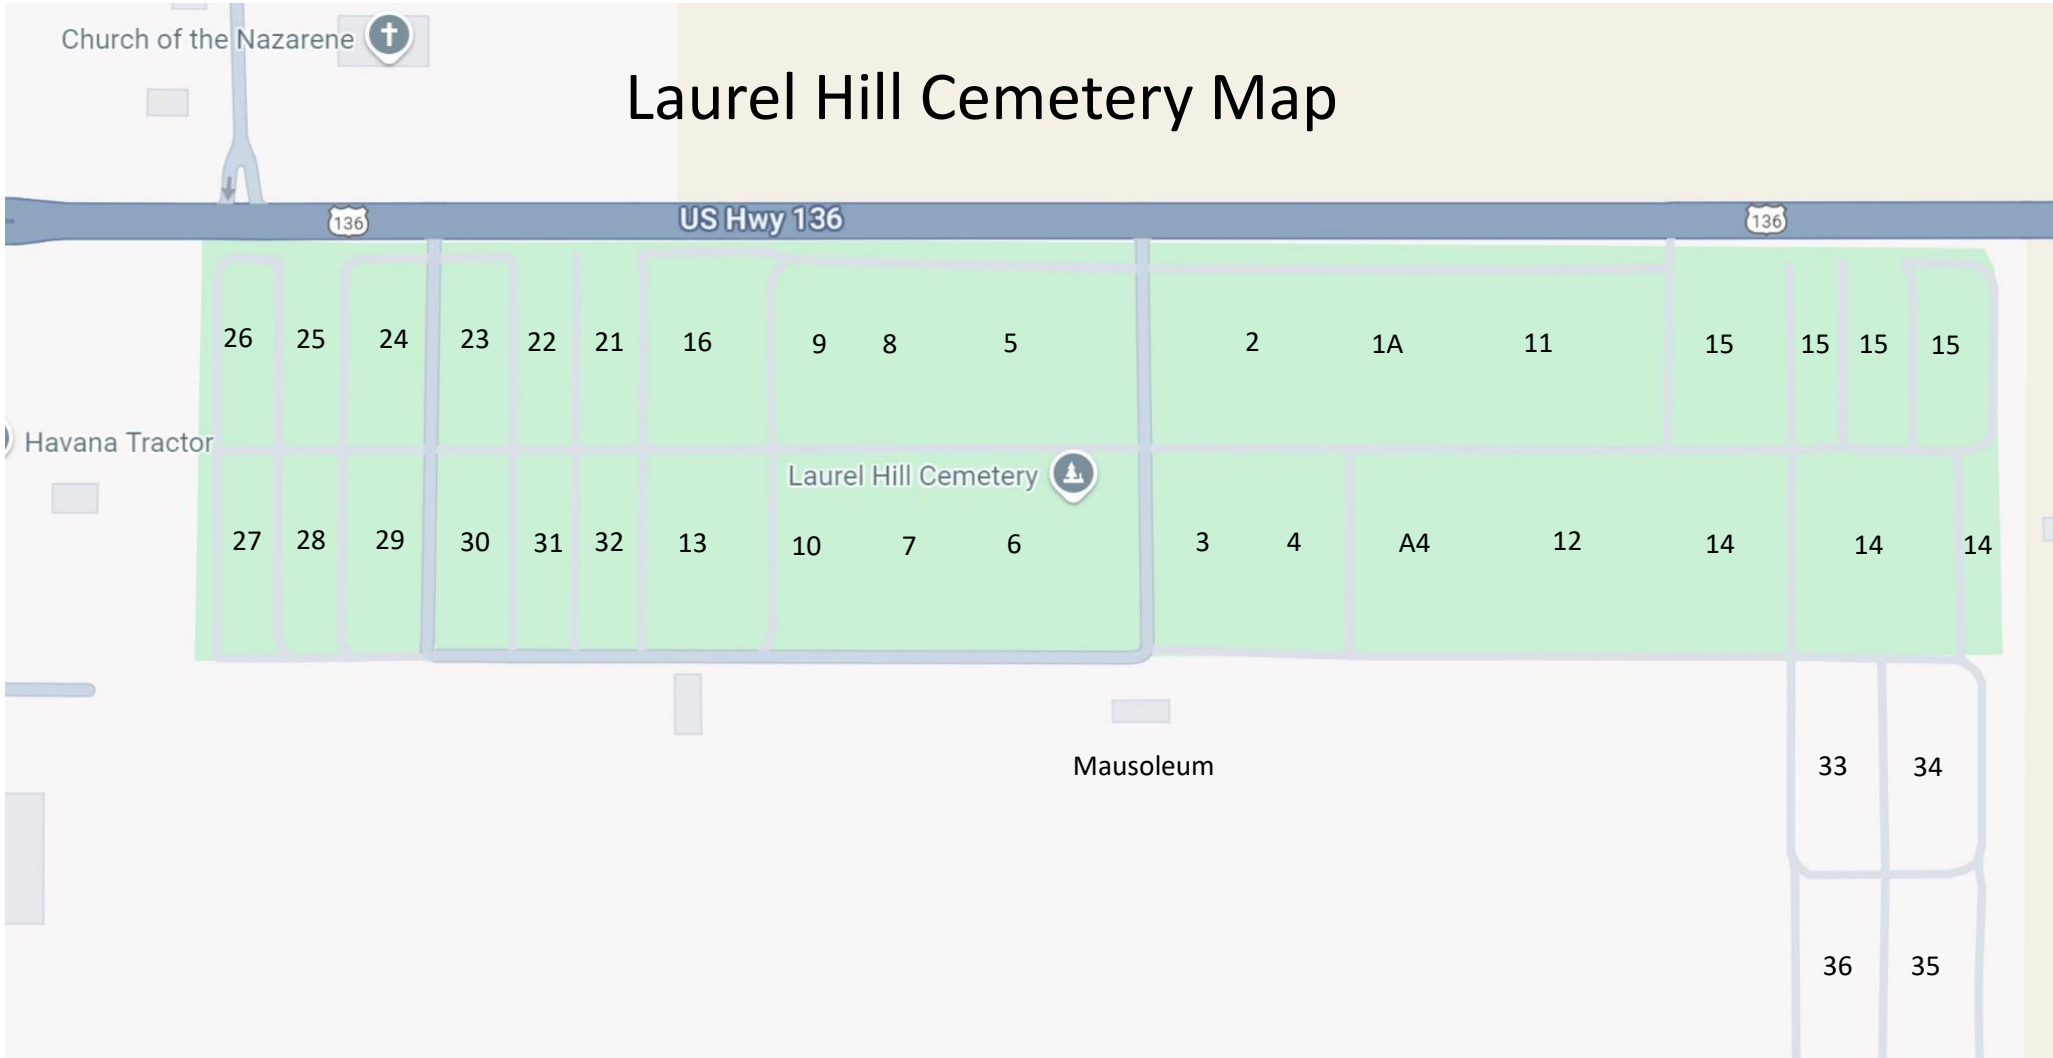 Church of the Nazarene
Laurel Hill Cemetery Map
136 US Hwy 136 136
26 25 24 23 22 21 16 9 8 5 2 1A 11 15 15 15 15
Havana Tractor
Laurel Hill Cemetery
27 28 29 30 31 32 13 10 7 6 3 4 A4 12 14 14 14
Mausoleum
33 34
36 35